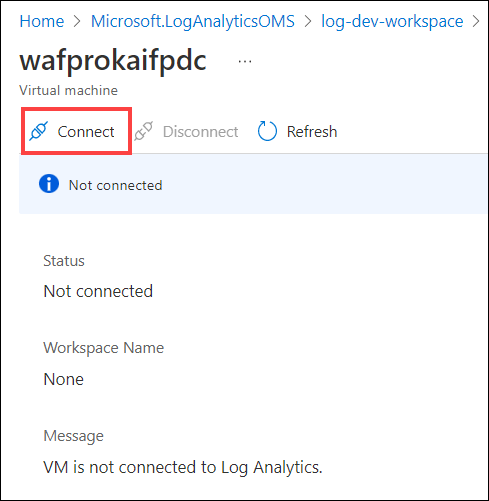 Home > Microsoft.LogAnalyticsOMS > log-dev-workspace >
wafprokaifpdc ...
Virtual machine
Connect Disconnect Refresh
Not connected
Status
Not connected
Workspace Name
None
Message
VM is not connected to Log Analytics.